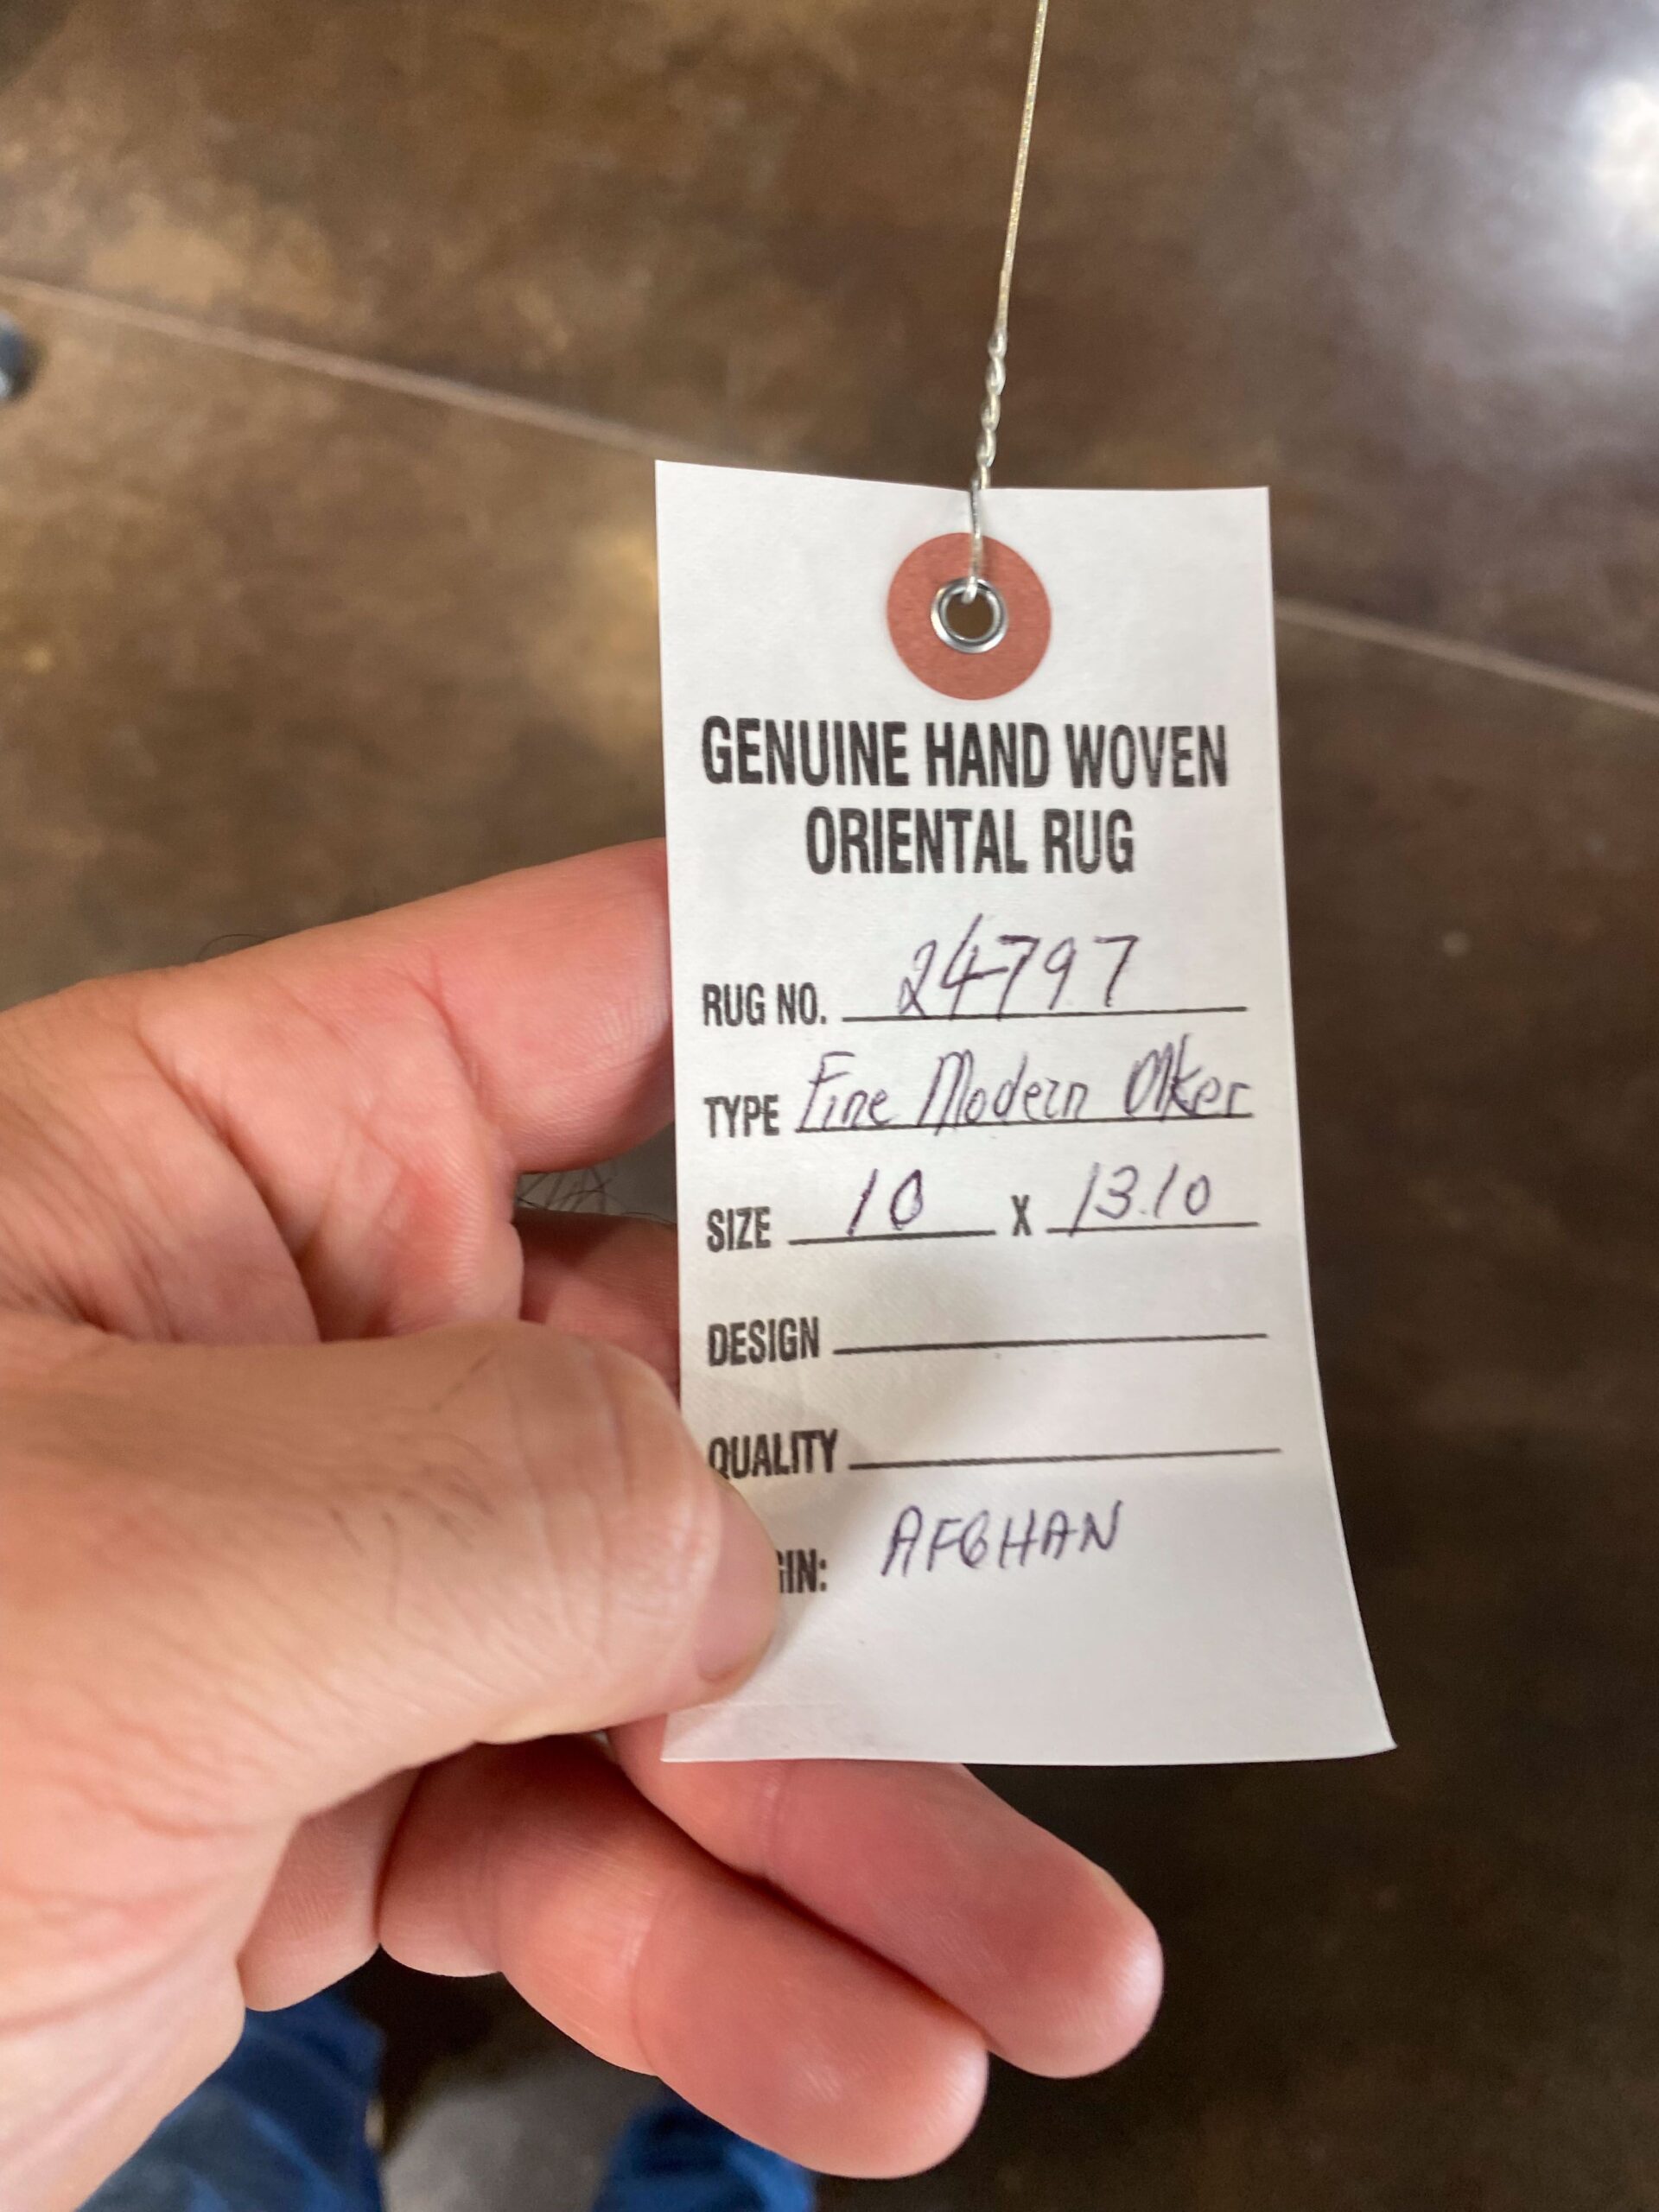 GENUINE HAND WOVEN
ORIENTAL RUG
RUG NO. 24797
TYPE Fine Modern
SIZE 10 X 13.10
DESIGN
QUALITY
GIN: AFGHAN